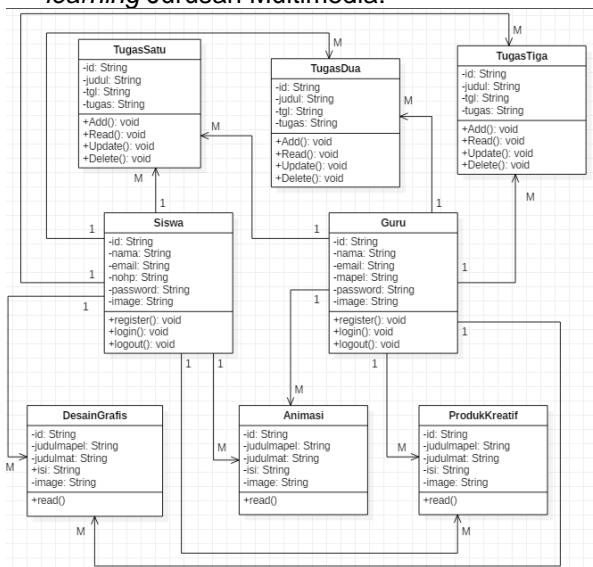 learning Jurusan Multimedia.
M
TugasSatu
-id: String
-judul: String
-tgl: String
-tugas: String
+Add(): void
+Read(): void
+Update(): void
+Delete(): void
M
TugasDua
-id: String
-judul: String
-tgl: String
-tugas: String
+Add(): void
+Read(): void
+Update(): void
+Delete(): void
M
TugasTiga
-id: String
-judul: String
-tgl: String
-tugas: String
+Add(): void
+Read(): void
+Update(): void
+Delete(): void
M
M
M
M
1
1
1
1
1
Siswa
-id: String
-nama: String
-email: String
-nohp: String
-password: String
-image: String
+register(): void
+login(): void
+logout(): void
1
Guru
-id: String
-nama: String
-email: String
-mapel: String
-password: String
-image: String
+register(): void
+login(): void
+logout(): void
1
1
1
1
1
1
M
DesainGrafis
-id: String
-judulmapel: String
-judulmat: String
+isi: String
-image: String
+read()
M
Animasi
-id: String
-judulmapel: String
-judulmat: String
-isi: String
-image: String
+read()
M
ProdukKreatif
-id: String
-judulmapel: String
-judulmat: String
-isi: String
-image: String
+read()
M
M
M